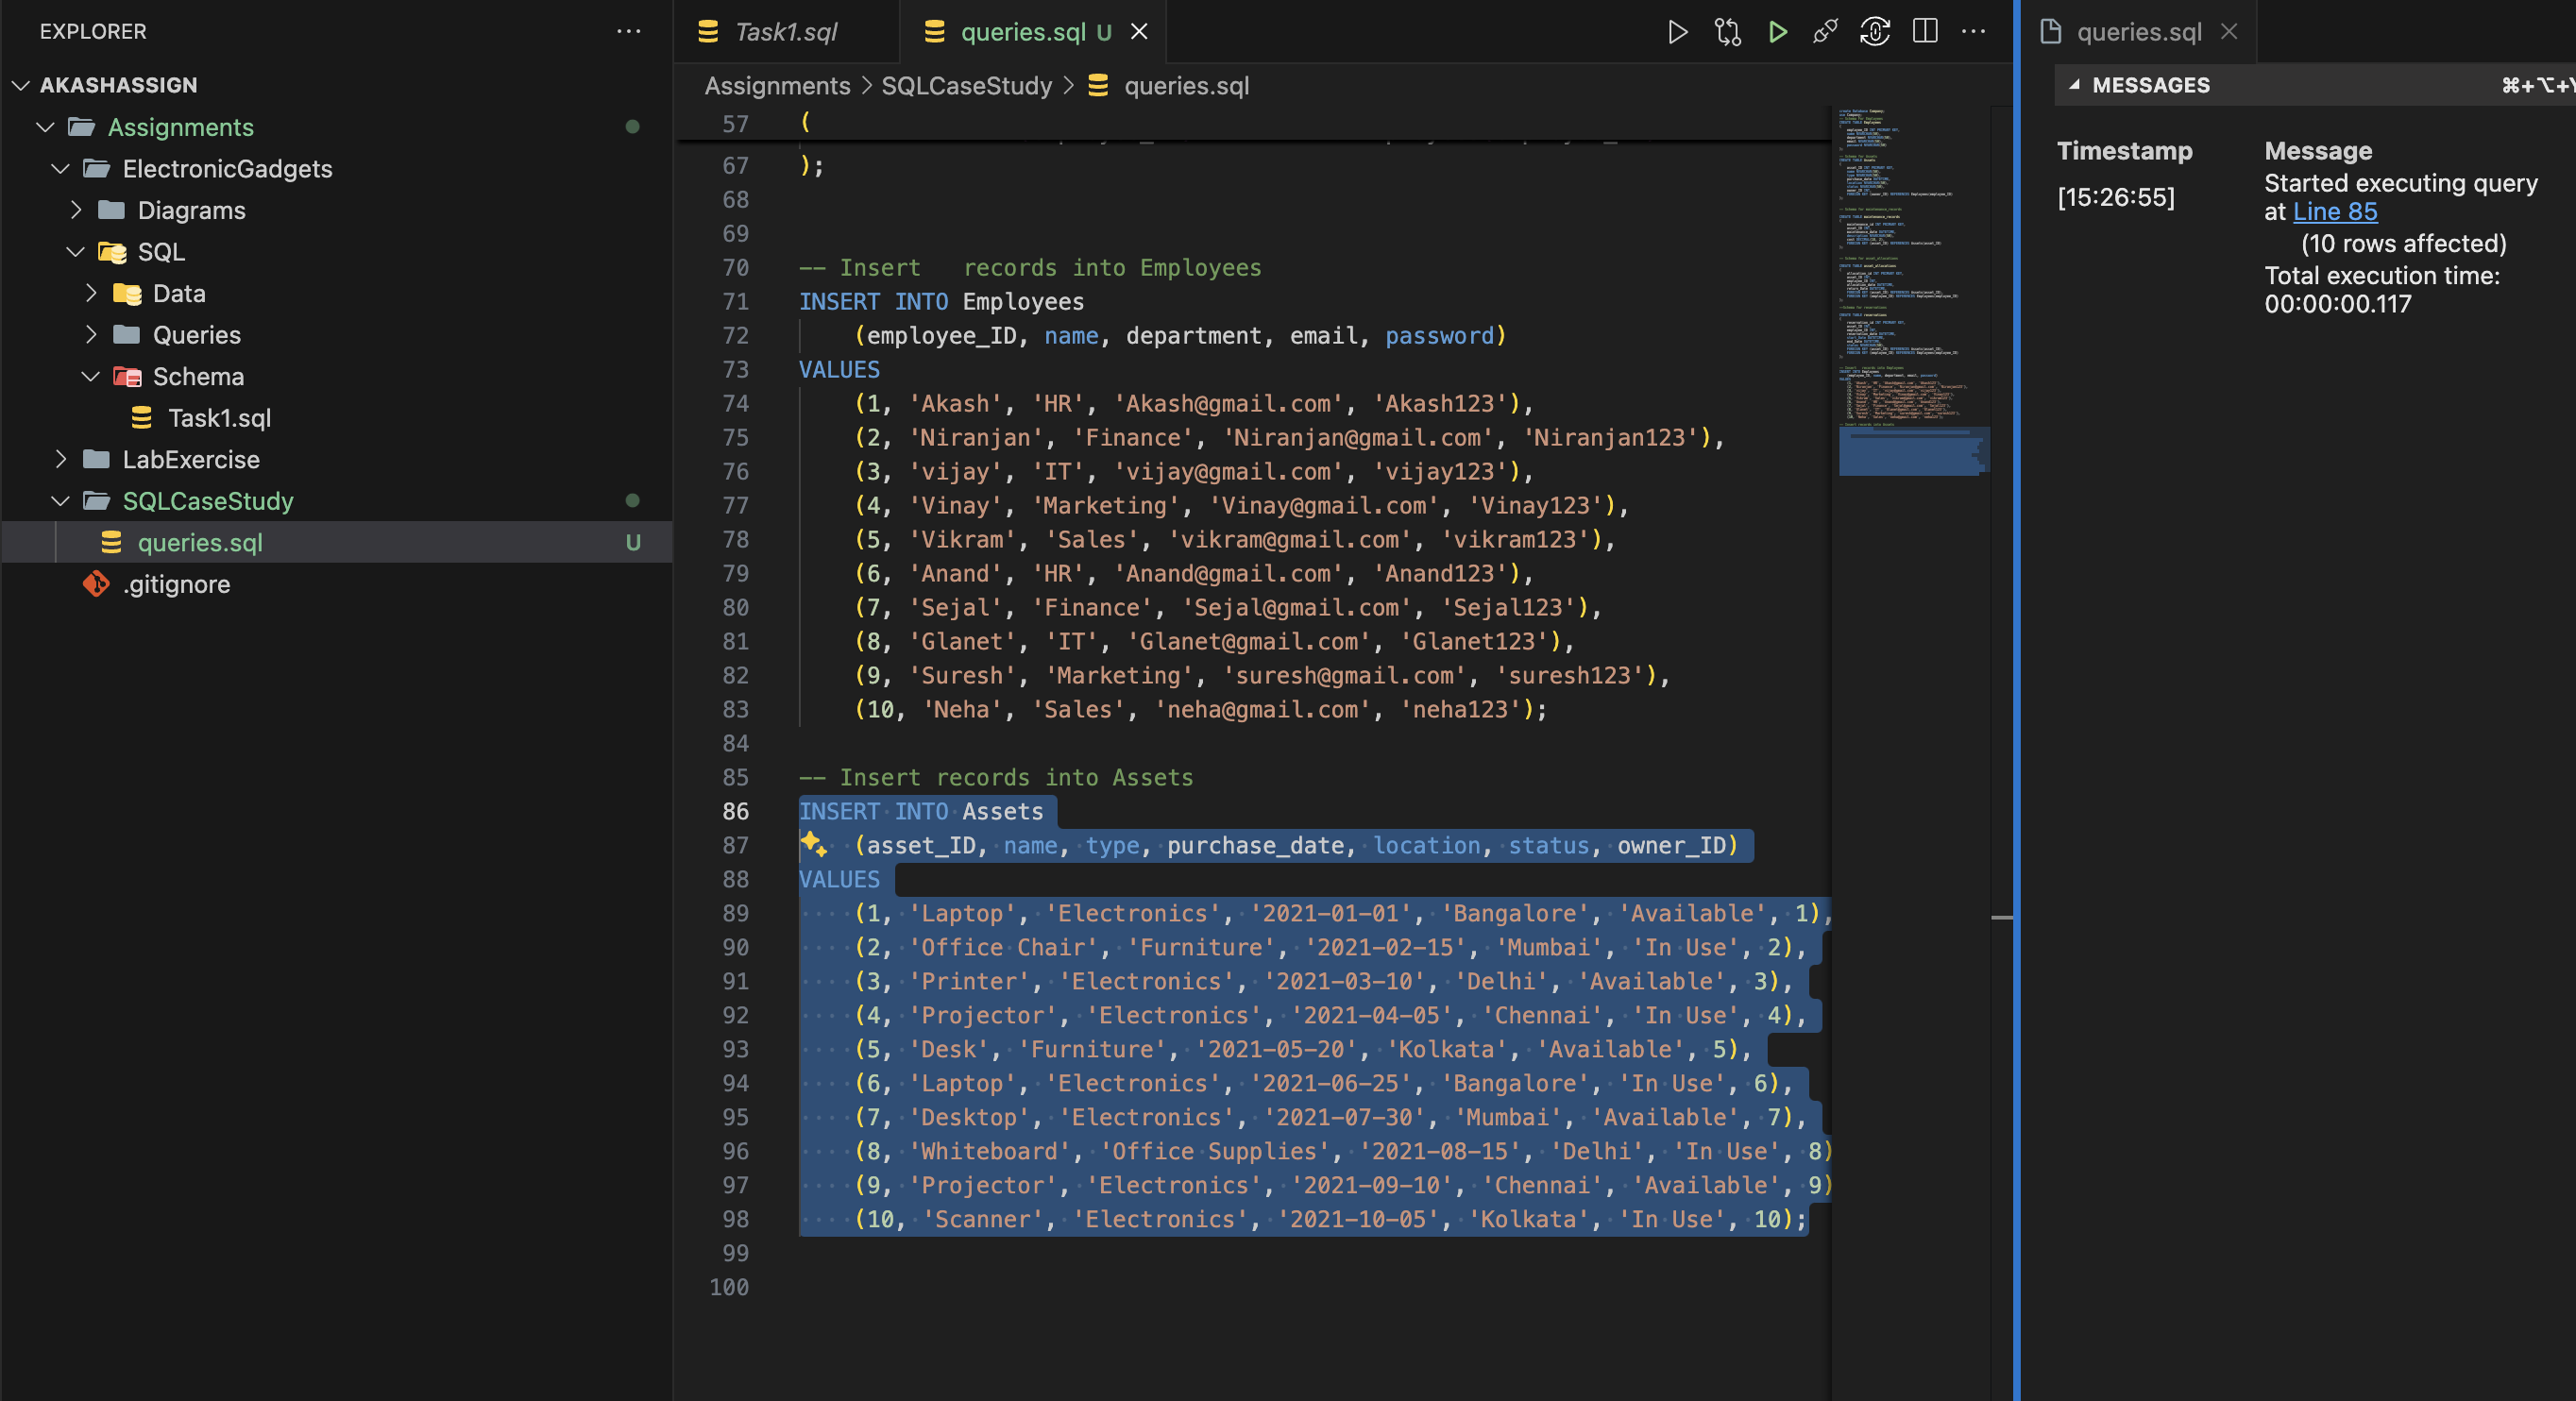 EXPLORER
AKASHASSIGN
Assignments
ElectronicGadgets
Diagrams
SQL
Data
Queries
Schema
Task1.sql
LabExercise
SQLCaseStudy
queries.sql U
.gitignore
Task1.sql
queries.sql U
Assignments > SQLCaseStudy > queries.sql
57 (
67 );
68
69
70 -- Insert   records into Employees
71 INSERT INTO Employees
72 (employee_ID, name, department, email, password)
73 VALUES
74 (1, 'Akash', 'HR', 'Akash@gmail.com', 'Akash123'),
75 (2, 'Niranjan', 'Finance', 'Niranjan@gmail.com', 'Niranjan123'),
76 (3, 'vijay', 'IT', 'vijay@gmail.com', 'vijay123'),
77 (4, 'Vinay', 'Marketing', 'Vinay@gmail.com', 'Vinay123'),
78 (5, 'Vikram', 'Sales', 'vikram@gmail.com', 'vikram123'),
79 (6, 'Anand', 'HR', 'Anand@gmail.com', 'Anand123'),
80 (7, 'Sejal', 'Finance', 'Sejal@gmail.com', 'Sejal123'),
81 (8, 'Glanet', 'IT', 'Glanet@gmail.com', 'Glanet123'),
82 (9, 'Suresh', 'Marketing', 'suresh@gmail.com', 'suresh123'),
83 (10, 'Neha', 'Sales', 'neha@gmail.com', 'neha123');
84
85 -- Insert records into Assets
86 INSERT INTO Assets
87 (asset_ID, name, type, purchase_date, location, status, owner_ID)
88 VALUES
89 (1, 'Laptop', 'Electronics', '2021-01-01', 'Bangalore', 'Available', 1),
90 (2, 'Office Chair', 'Furniture', '2021-02-15', 'Mumbai', 'In Use', 2),
91 (3, 'Printer', 'Electronics', '2021-03-10', 'Delhi', 'Available', 3),
92 (4, 'Projector', 'Electronics', '2021-04-05', 'Chennai', 'In Use', 4),
93 (5, 'Desk', 'Furniture', '2021-05-20', 'Kolkata', 'Available', 5),
94 (6, 'Laptop', 'Electronics', '2021-06-25', 'Bangalore', 'In Use', 6),
95 (7, 'Desktop', 'Electronics', '2021-07-30', 'Mumbai', 'Available', 7),
96 (8, 'Whiteboard', 'Office Supplies', '2021-08-15', 'Delhi', 'In Use', 8)
97 (9, 'Projector', 'Electronics', '2021-09-10', 'Chennai', 'Available', 9)
98 (10, 'Scanner', 'Electronics', '2021-10-05', 'Kolkata', 'In Use', 10);
99
100
queries.sql
MESSAGES ⌘+⌥+Y
Timestamp Message
[15:26:55] Started executing query
at Line 85
(10 rows affected)
Total execution time:
00:00:00.117